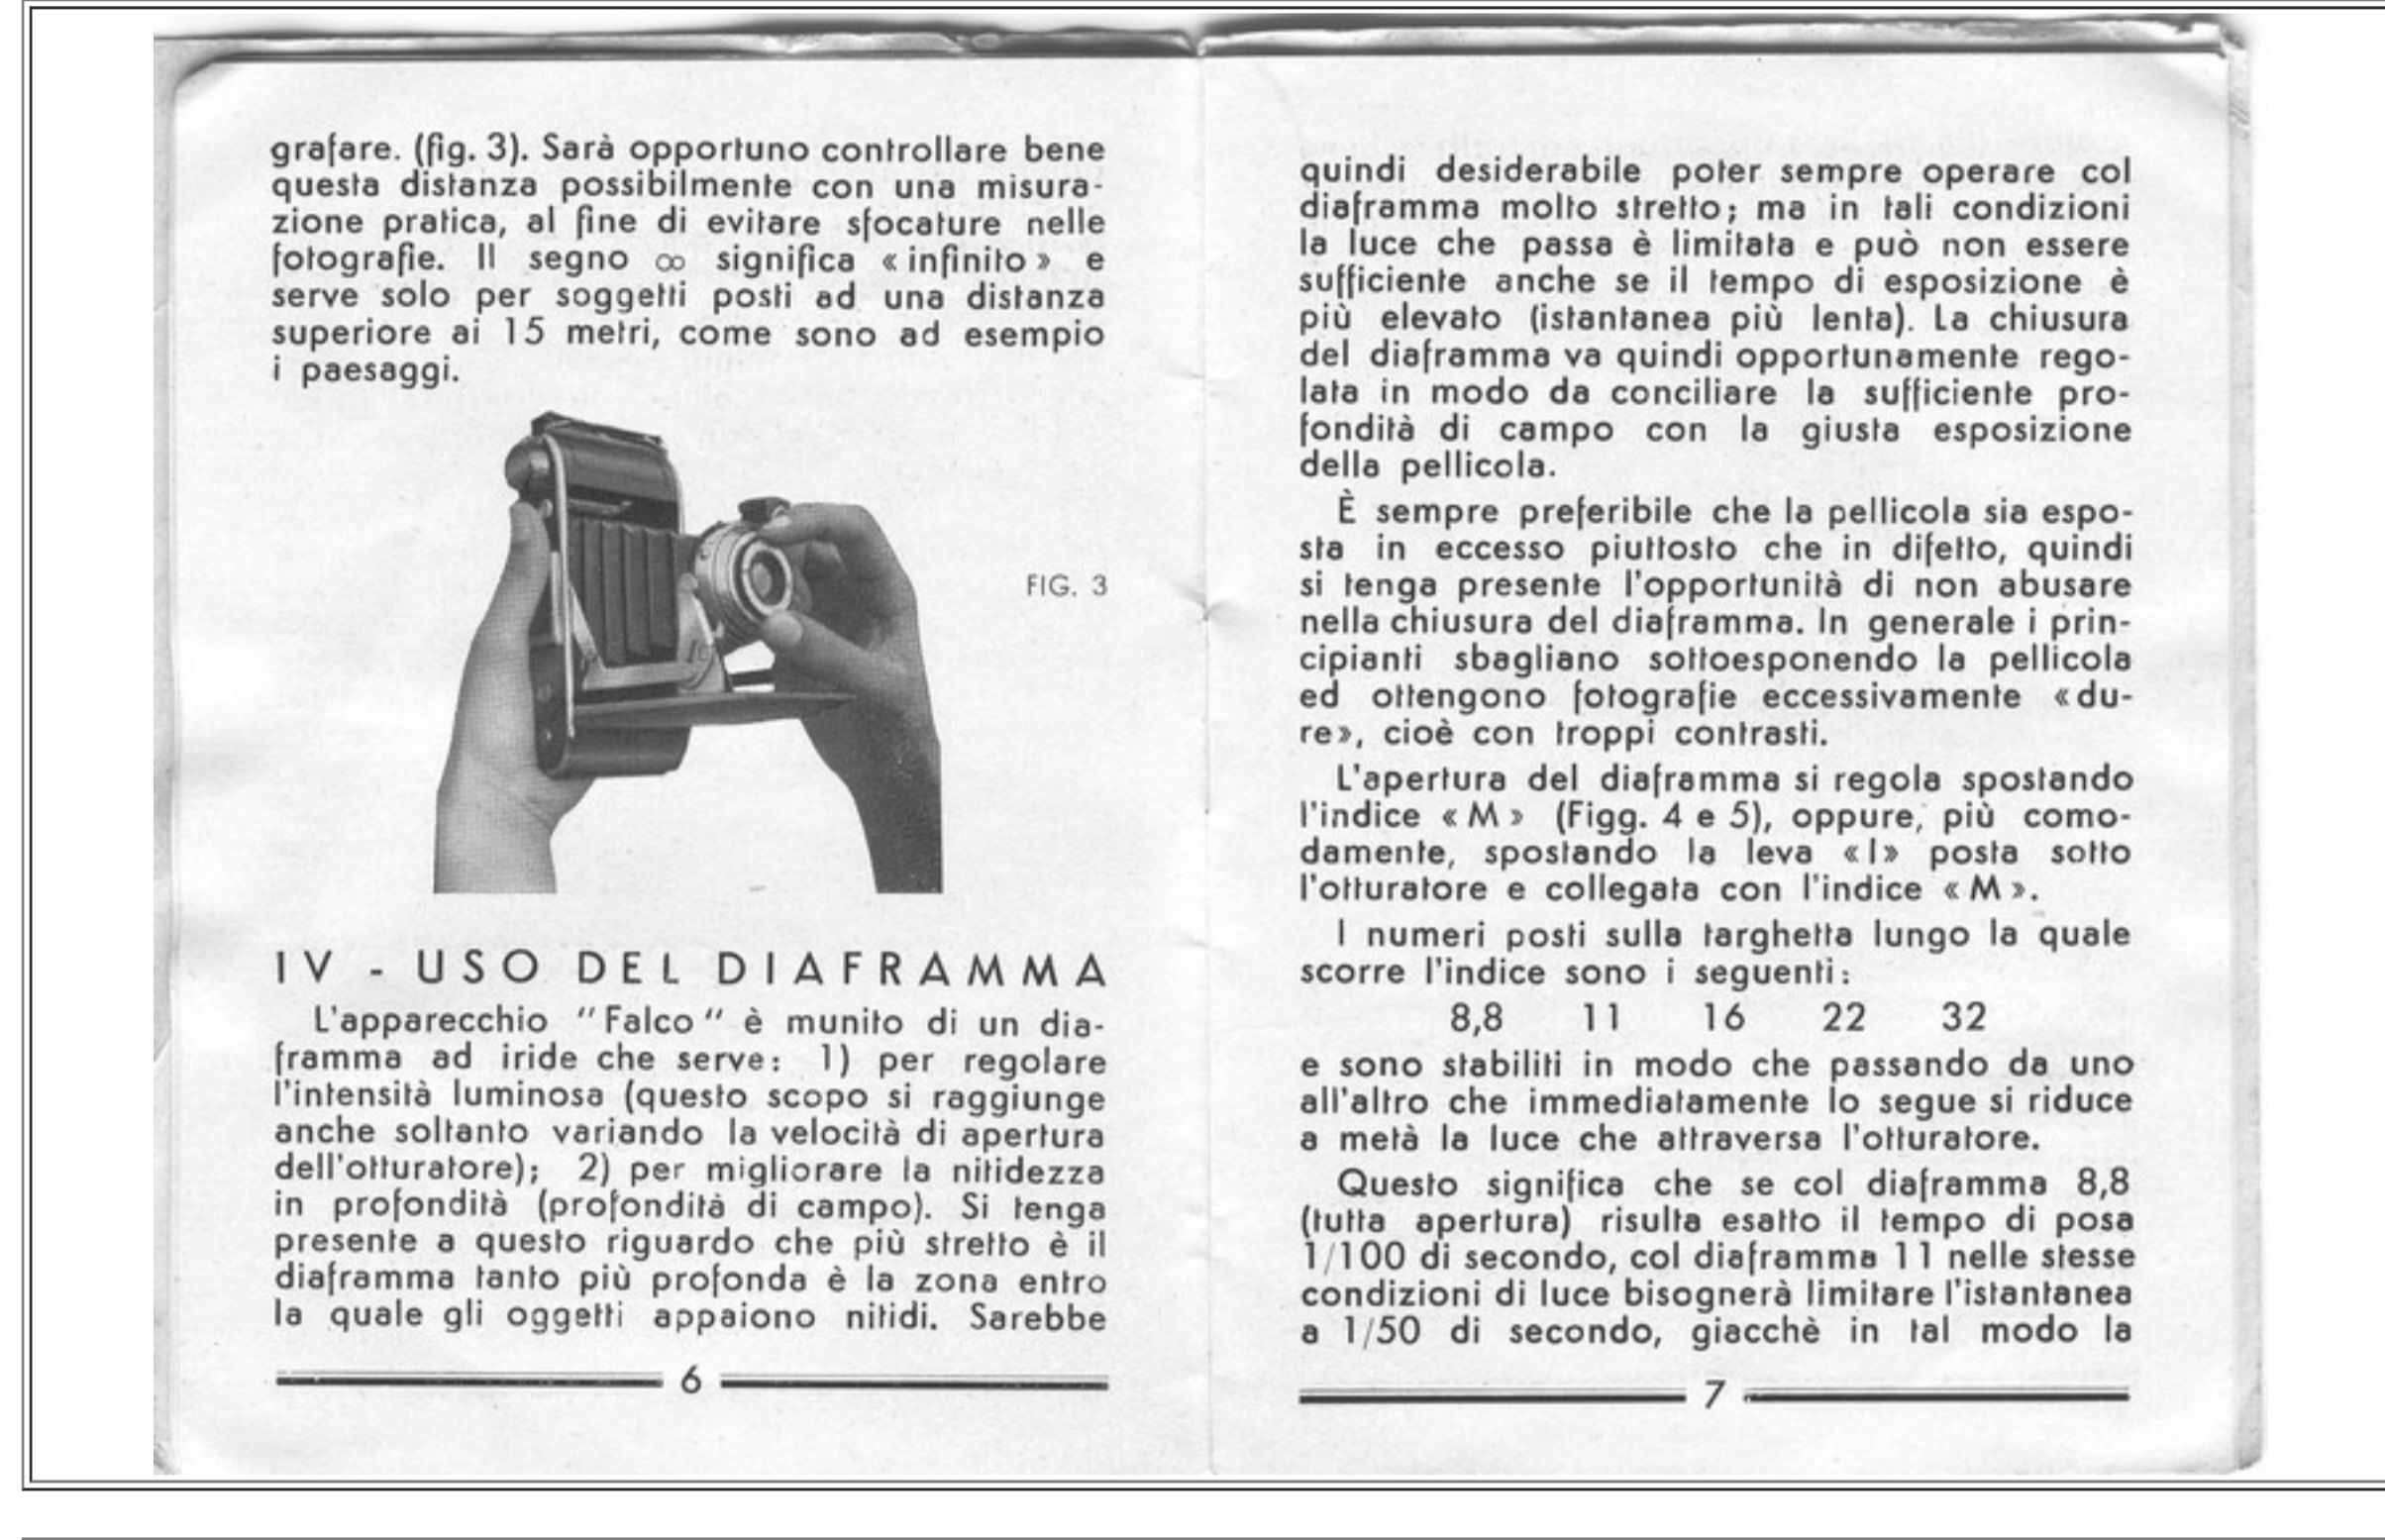 grafare. (fig. 3). Sarà opportuno controllare bene
questa distanza possibilmente con una misura-
zione pratica, al fine di evitare sfocature nelle
fotografie. Il segno ∞ significa « infinito » e
serve solo per soggetti posti ad una distanza
superiore ai 15 metri, come sono ad esempio
i paesaggi.
FIG. 3
IV - USO DEL DIAFRAMMA
L'apparecchio "Falco" è munito di un dia-
framma ad iride che serve: 1) per regolare
l'intensità luminosa (questo scopo si raggiunge
anche soltanto variando la velocità di apertura
dell'otturatore); 2) per migliorare la nitidezza
in profondità (profondità di campo). Si tenga
presente a questo riguardo che più stretto è il
diaframma tanto più profonda è la zona entro
la quale gli oggetti appaiono nitidi. Sarebbe
6
quindi desiderabile poter sempre operare col
diaframma molto stretto; ma in tali condizioni
la luce che passa è limitata e può non essere
sufficiente anche se il tempo di esposizione è
più elevato (istantanea più lenta). La chiusura
del diaframma va quindi opportunamente rego-
lata in modo da conciliare la sufficiente pro-
fondità di campo con la giusta esposizione
della pellicola.
È sempre preferibile che la pellicola sia espo-
sta in eccesso piuttosto che in difetto, quindi
si tenga presente l'opportunità di non abusare
nella chiusura del diaframma. In generale i prin-
cipianti sbagliano sottoesponendo la pellicola
ed ottengono fotografie eccessivamente «du-
re», cioè con troppi contrasti.
L'apertura del diaframma si regola spostando
l'indice « M » (Figg. 4 e 5), oppure, più como-
damente, spostando la leva «I» posta sotto
l'otturatore e collegata con l'indice « M ».
I numeri posti sulla targhetta lungo la quale
scorre l'indice sono i seguenti:
8,8 11 16 22 32
e sono stabiliti in modo che passando da uno
all'altro che immediatamente lo segue si riduce
a metà la luce che attraversa l'otturatore.
Questo significa che se col diaframma 8,8
(tutta apertura) risulta esatto il tempo di posa
1/100 di secondo, col diaframma 11 nelle stesse
condizioni di luce bisognerà limitare l'istantanea
a 1/50 di secondo, giacchè in tal modo la
7